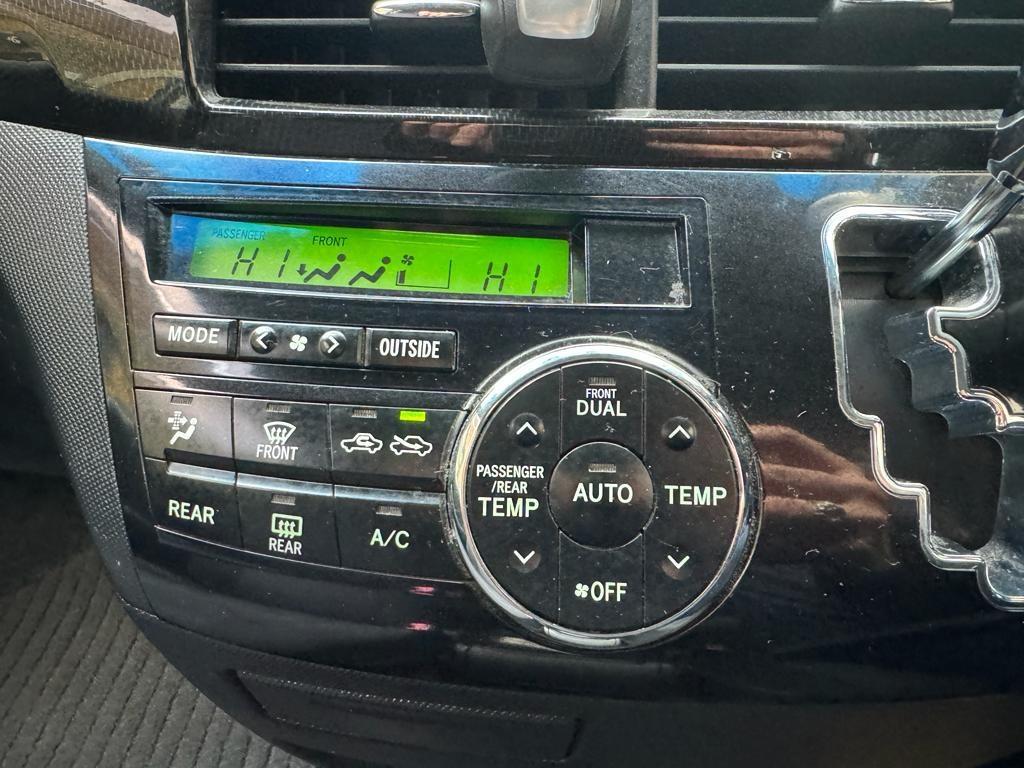 PASSENGER
FRONT
HI
HI
MODE
OUTSIDE
FRONT
REAR
REAR
A/C
FRONT
DUAL
PASSENGER
/REAR
TEMP
AUTO
TEMP
OFF